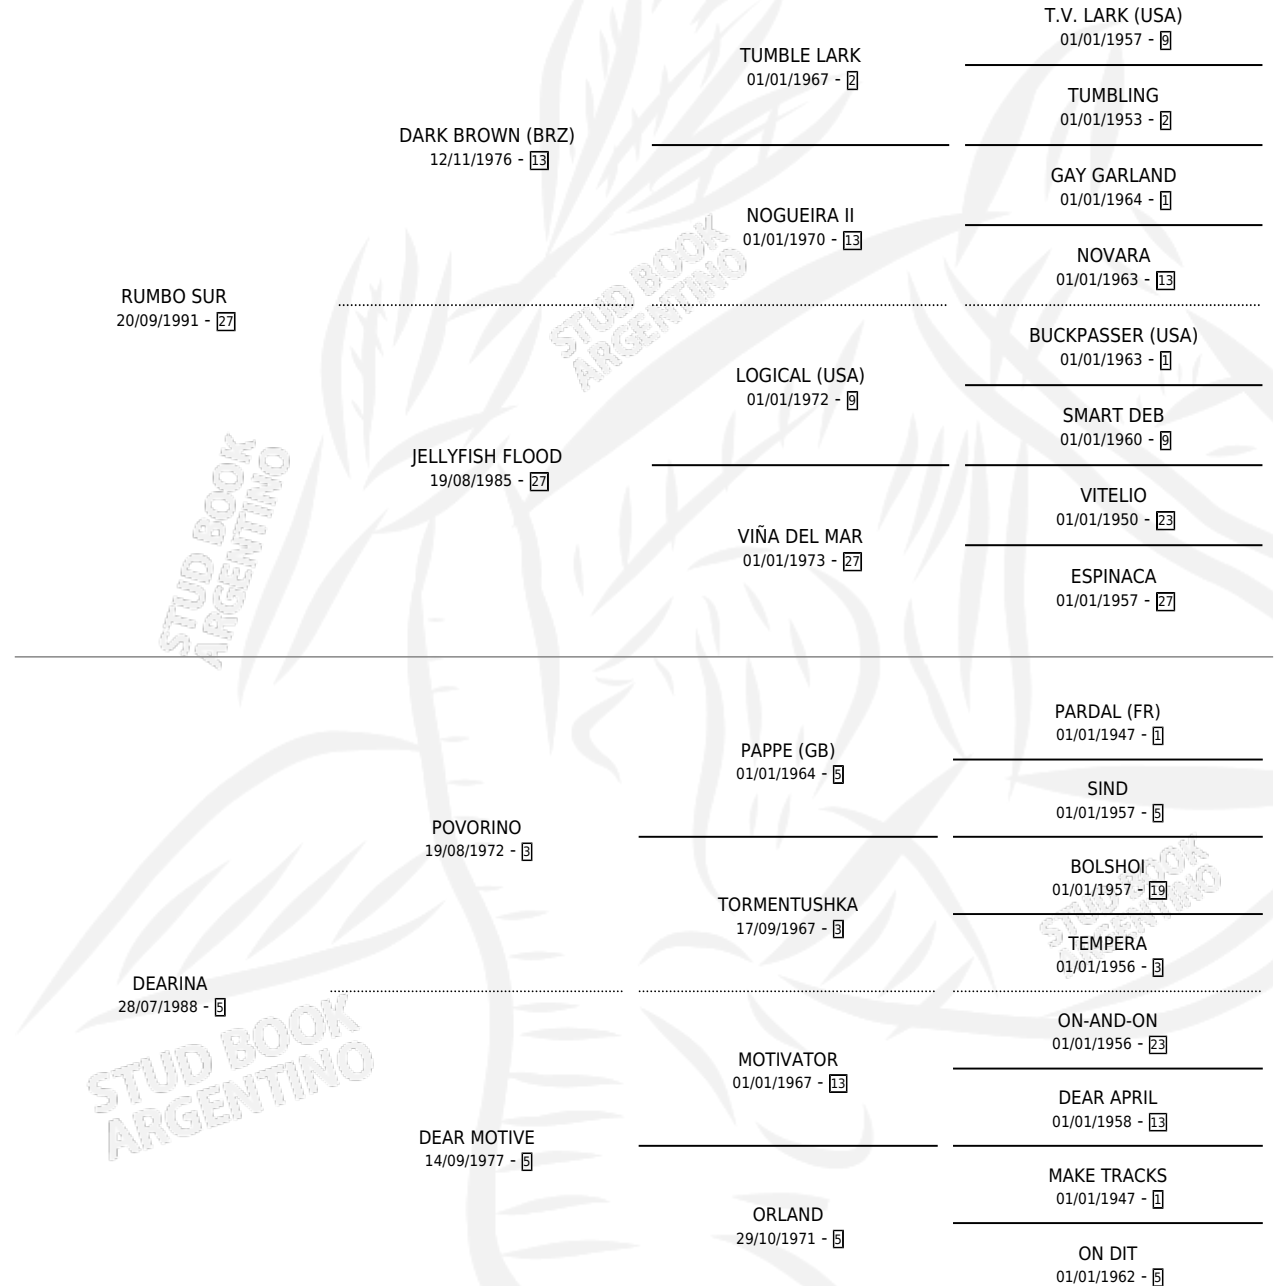 T.V. LARK (USA)
01/01/1957 - 9
TUMBLE LARK
01/01/1967 - 2
TUMBLING
01/01/1953 - 2
DARK BROWN (BRZ)
12/11/1976 - 13
GAY GARLAND
01/01/1964 - 1
NOGUEIRA II
01/01/1970 - 13
NOVARA
01/01/1963 - 13
RUMBO SUR
20/09/1991 - 27
STUD BOOK
ARGENTINO
BUCKPASSER (USA)
01/01/1963 - 1
LOGICAL (USA)
01/01/1972 - 9
SMART DEB
01/01/1960 - 9
JELLYFISH FLOOD
19/08/1985 - 27
VITELIO
01/01/1950 - 23
VIÑA DEL MAR
01/01/1973 - 27
ESPINACA
01/01/1957 - 27
STUD BOOK
ARGENTINO
PARDAL (FR)
01/01/1947 - 1
PAPPE (GB)
01/01/1964 - 5
SIND
01/01/1957 - 5
POVORINO
19/08/1972 - 3
BOLSHOI
01/01/1957 - 19
TORMENTUSHKA
17/09/1967 - 3
STUD BOOK
ARGENTINO
TEMPERA
01/01/1956 - 3
DEARINA
28/07/1988 - 5
ON-AND-ON
01/01/1956 - 23
MOTIVATOR
01/01/1967 - 13
DEAR APRIL
01/01/1958 - 13
STUD BOOK
ARGENTINO
DEAR MOTIVE
14/09/1977 - 5
MAKE TRACKS
01/01/1947 - 1
ORLAND
29/10/1971 - 5
ON DIT
01/01/1962 - 5